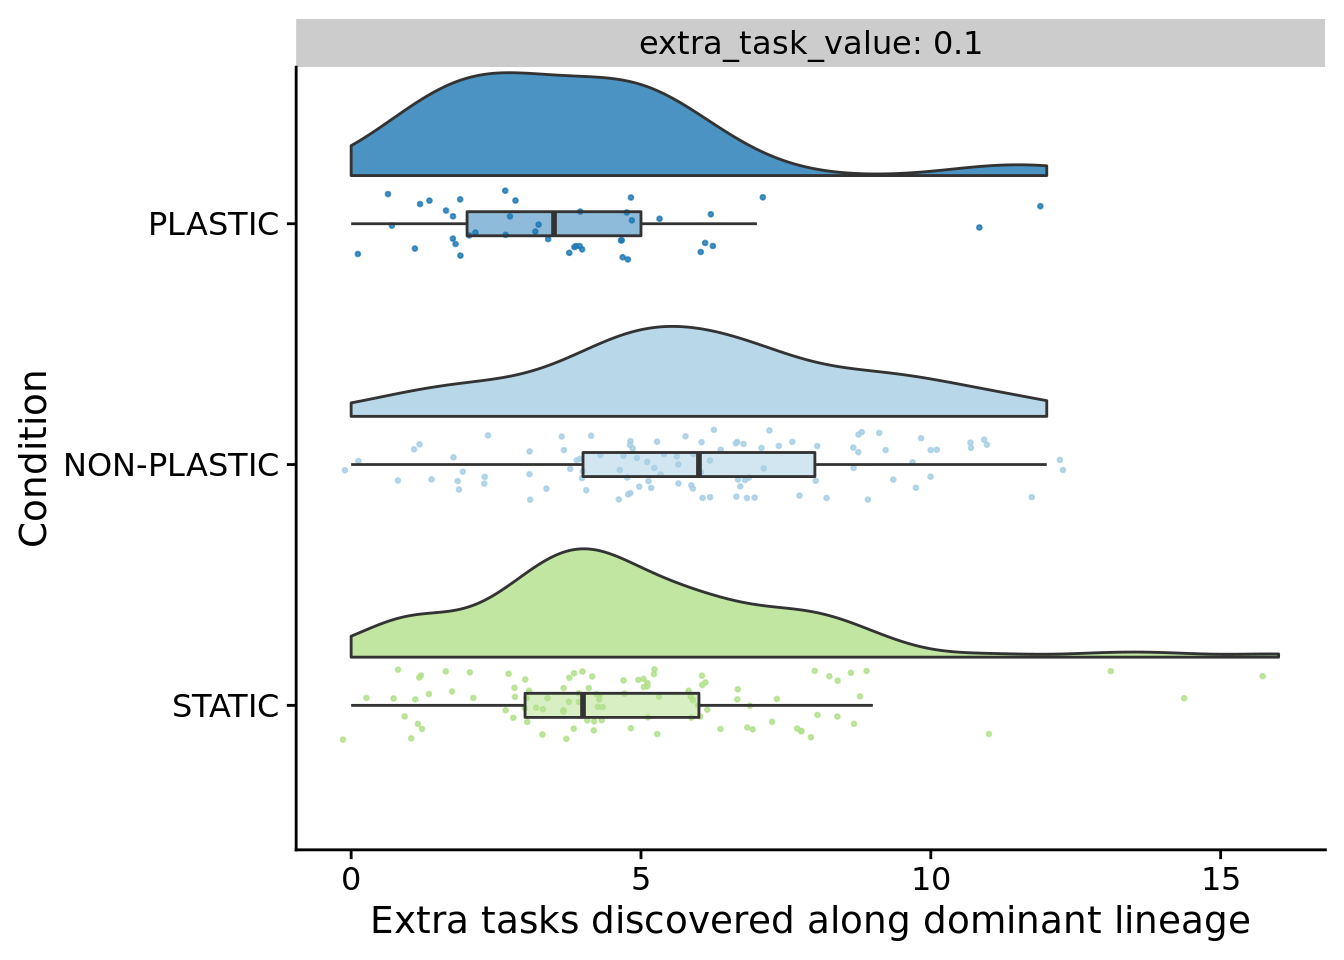 extra_task_value: 0.1
Condition
PLASTIC
NON-PLASTIC
STATIC
0 5 10 15
Extra tasks discovered along dominant lineage